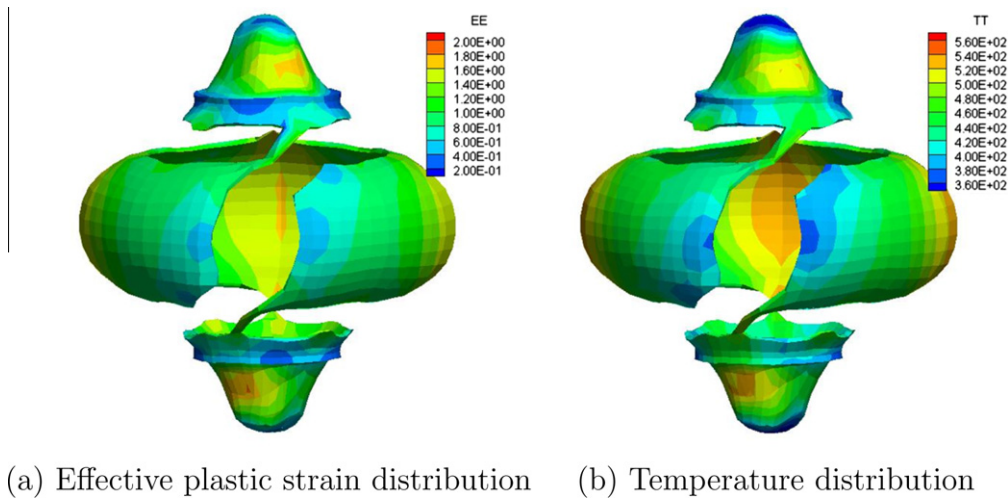 EE
2.00E+00
1.80E+00
1.60E+00
1.40E+00
1.20E+00
1.00E+00
8.00E-01
6.00E-01
4.00E-01
2.00E-01
TT
5.60E+02
5.40E+02
5.20E+02
5.00E+02
4.80E+02
4.60E+02
4.40E+02
4.20E+02
4.00E+02
3.80E+02
3.60E+02
(a) Effective plastic strain distribution
(b) Temperature distribution